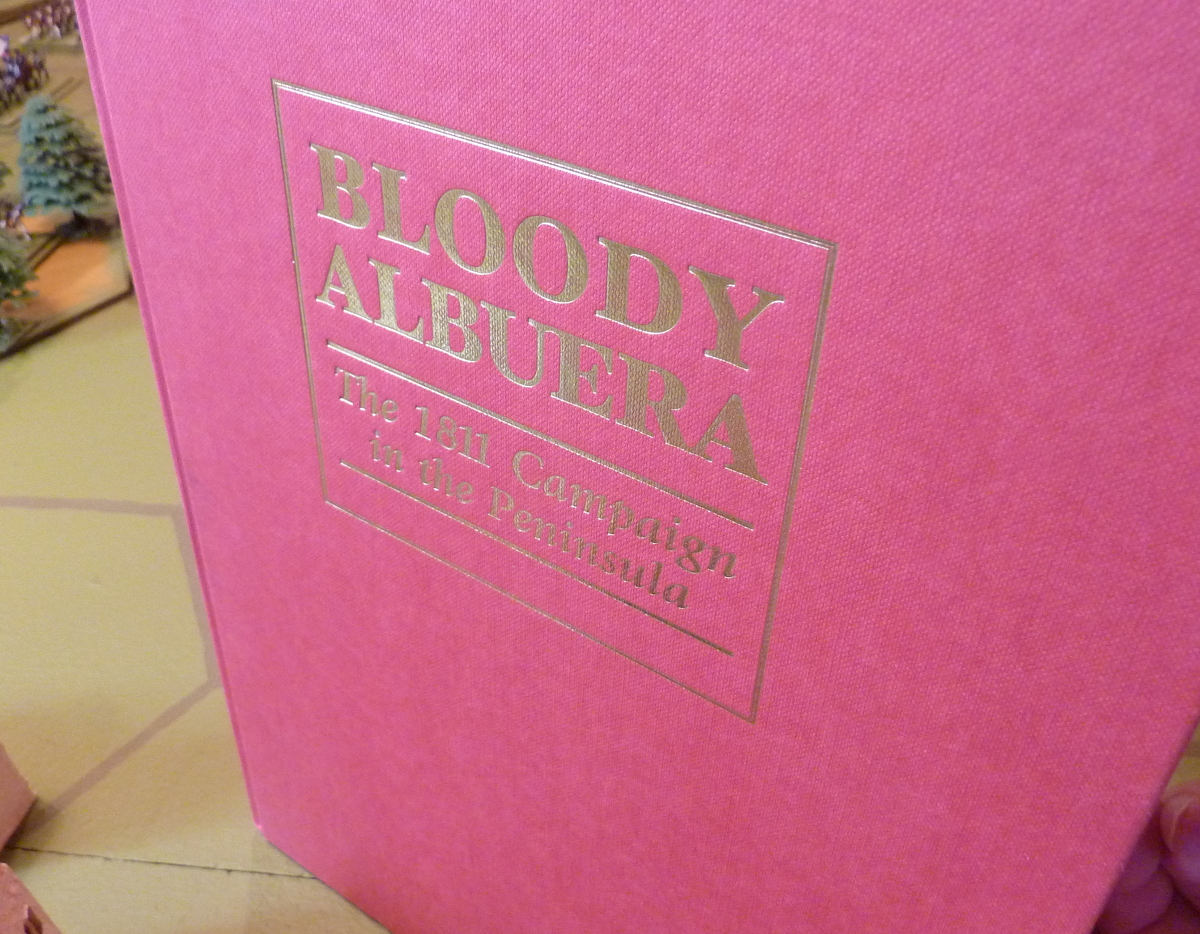 BLOODY
ALBUERA
The 1811 Campaign
in the Peninsula